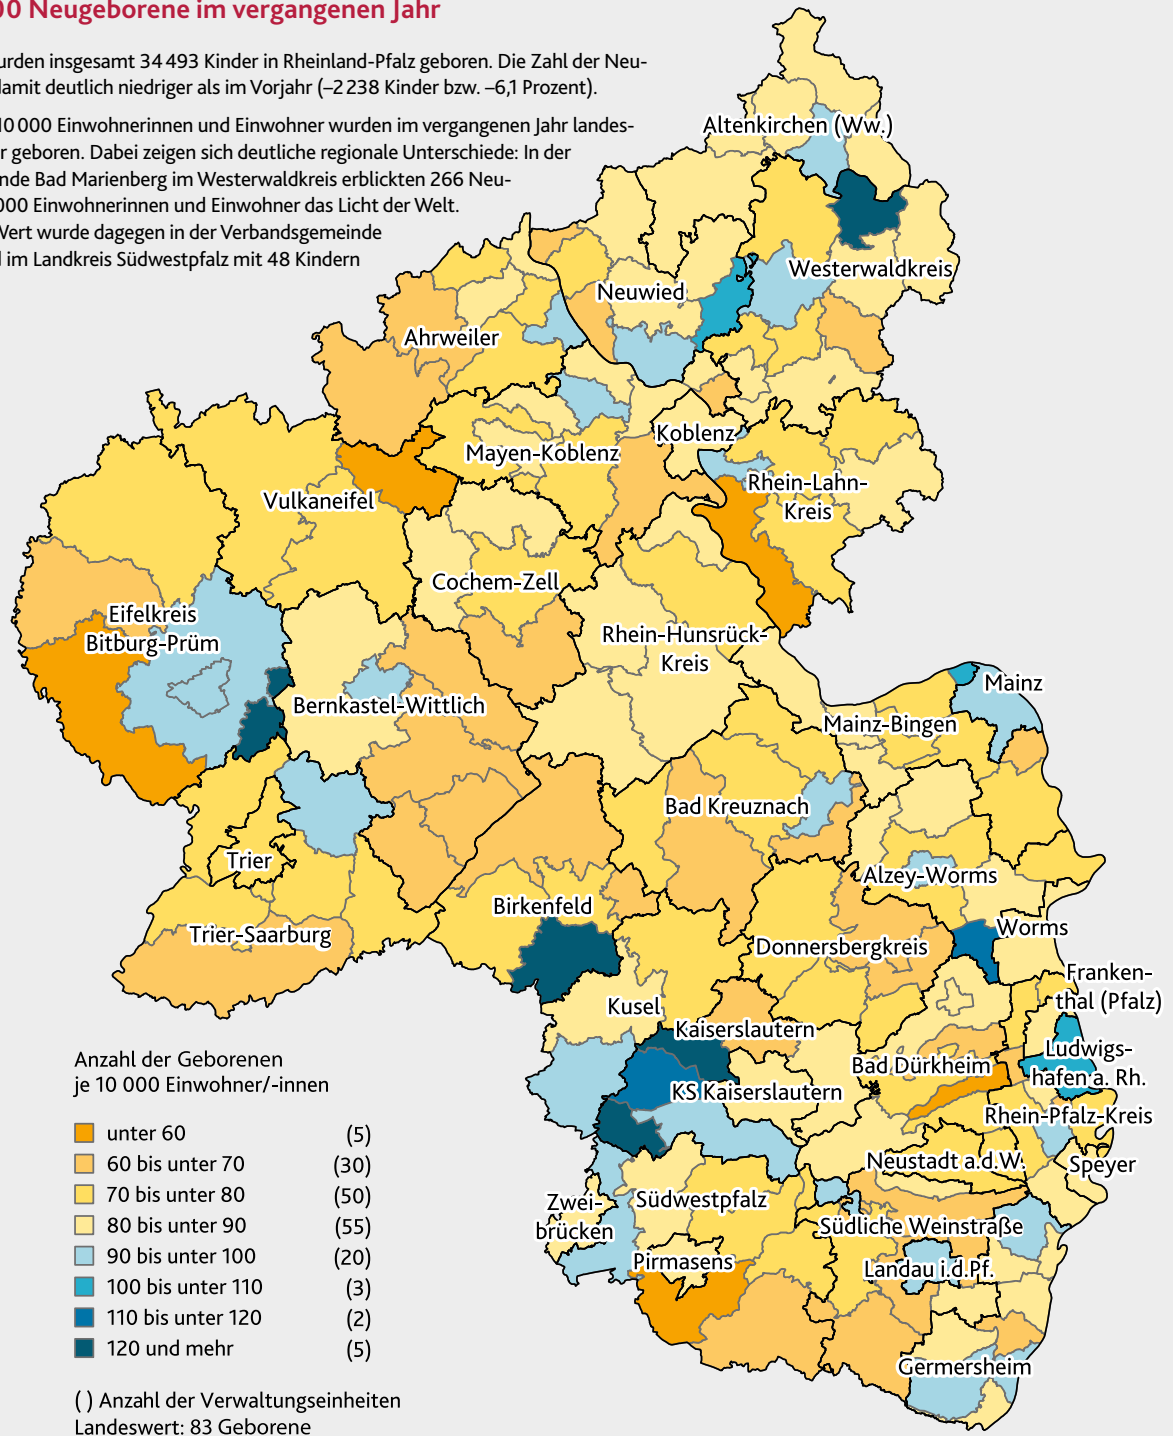 00 Neugeborene im vergangenen Jahr
urden insgesamt 34 493 Kinder in Rheinland-Pfalz geboren. Die Zahl der Neu-
damit deutlich niedriger als im Vorjahr (–2 238 Kinder bzw. –6,1 Prozent).
10 000 Einwohnerinnen und Einwohner wurden im vergangenen Jahr landes-
r geboren. Dabei zeigen sich deutliche regionale Unterschiede: In der
nde Bad Marienberg im Westerwaldkreis erblickten 266 Neu-
000 Einwohnerinnen und Einwohner das Licht der Welt.
Wert wurde dagegen in der Verbandsgemeinde
l im Landkreis Südwestpfalz mit 48 Kindern
Altenkirchen (Ww.)
Westerwaldkreis
Neuwied
Ahrweiler
Koblenz
Mayen-Koblenz
Rhein-Lahn-
Kreis
Vulkaneifel
Cochem-Zell
Eifelkreis
Bitburg-Prüm
Rhein-Hunsrück-
Kreis
Mainz
Bernkastel-Wittlich
Mainz-Bingen
Bad Kreuznach
Trier
Alzey-Worms
Birkenfeld
Worms
Trier-Saarburg
Donnersbergkreis
Franken-
thal (Pfalz)
Kusel
Kaiserslautern
Ludwigs-
hafen a. Rh.
Bad Dürkheim
KS Kaiserslautern
Rhein-Pfalz-Kreis
Neustadt a.d.W.
Speyer
Zwei-
brücken
Südwestpfalz
Südliche Weinstraße
Pirmasens
Landau i.d.Pf.
Germersheim
Anzahl der Geborenen
je 10 000 Einwohner/-innen
unter 60 (5)
60 bis unter 70 (30)
70 bis unter 80 (50)
80 bis unter 90 (55)
90 bis unter 100 (20)
100 bis unter 110 (3)
110 bis unter 120 (2)
120 und mehr (5)
( ) Anzahl der Verwaltungseinheiten
Landeswert: 83 Geborene